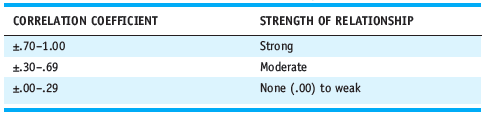 CORRELATION COEFFICIENT STRENGTH OF RELATIONSHIP
±.70–1.00 Strong
±.30–.69 Moderate
±.00–.29 None (.00) to weak